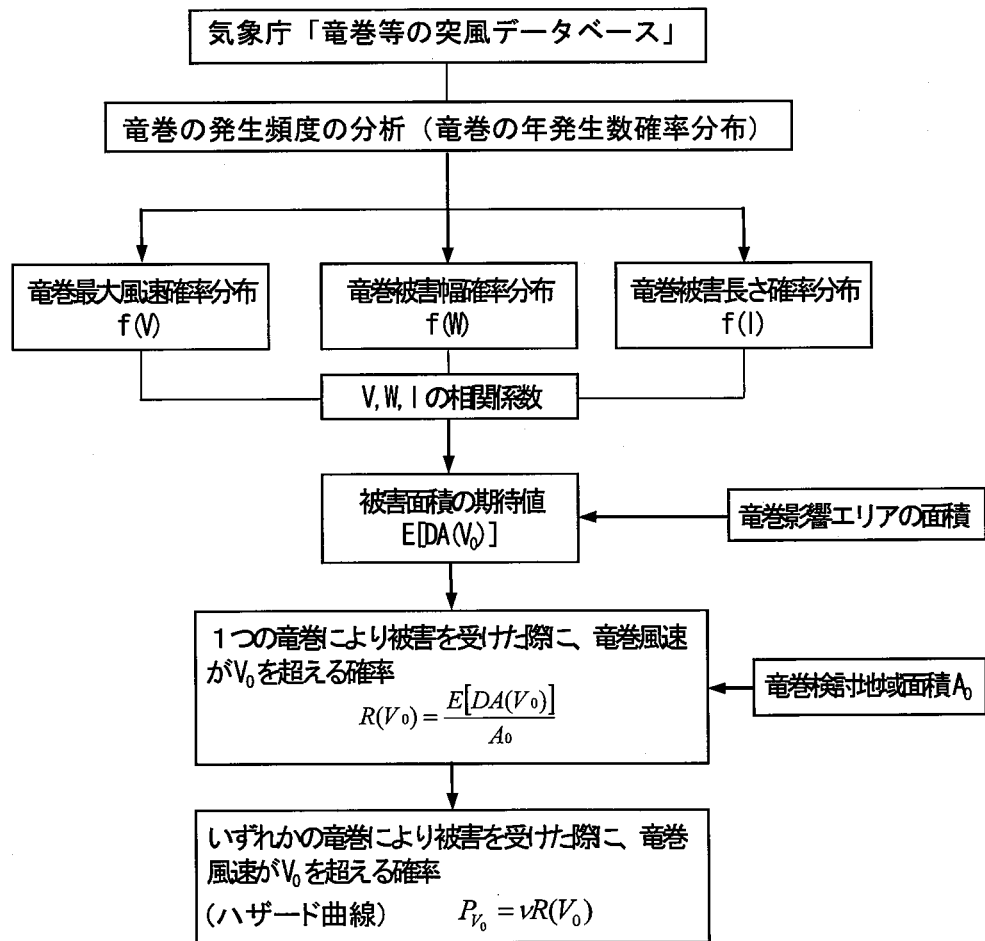 気象庁「竜巻等の突風データベース」
竜巻の発生頻度の分析（竜巻の年発生数確率分布）
竜巻最大風速確率分布
f(V)
竜巻被害幅確率分布
f(W)
竜巻被害長さ確率分布
f(l)
V, W, l の相関係数
被害面積の期待値
E[DA(V₀)]
竜巻影響エリアの面積
１つの竜巻により被害を受けた際に、竜巻風速
がV₀を超える確率
R(V₀) = E[DA(V₀)] / A₀
竜巻検討地域面積A₀
いずれかの竜巻により被害を受けた際に、竜巻
風速がV₀を超える確率
（ハザード曲線） P_{V₀} = νR(V₀)